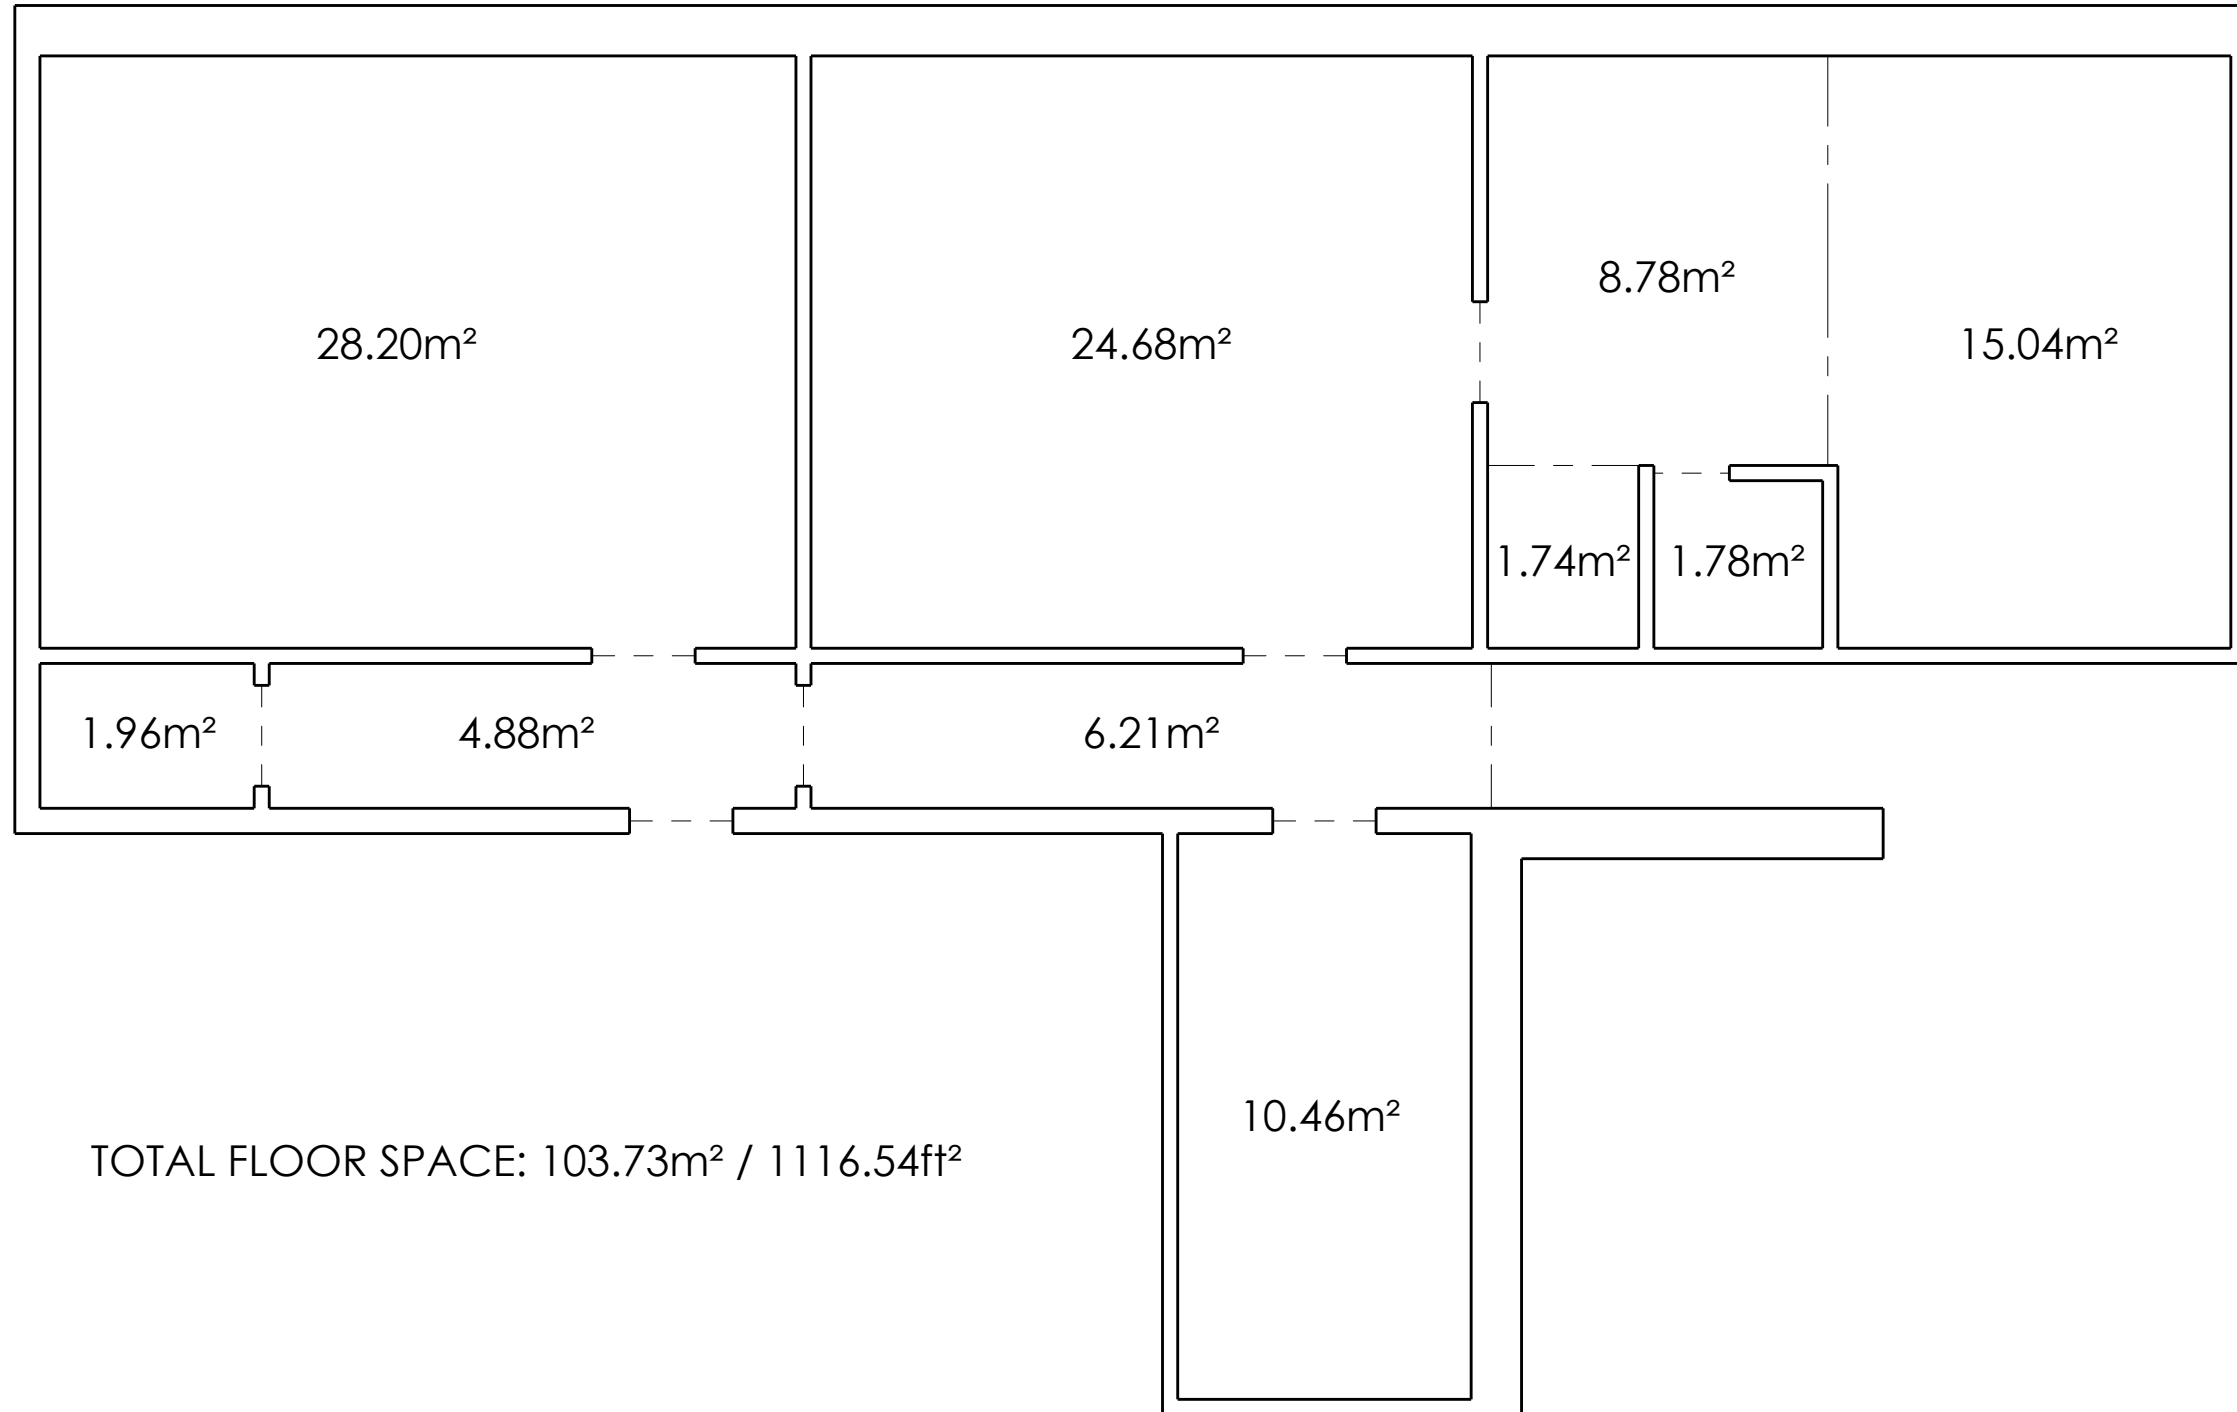 8.78m²
28.20m²
24.68m²
15.04m²
1.74m²
1.78m²
1.96m²
4.88m²
6.21m²
10.46m²
TOTAL FLOOR SPACE: 103.73m² / 1116.54ft²